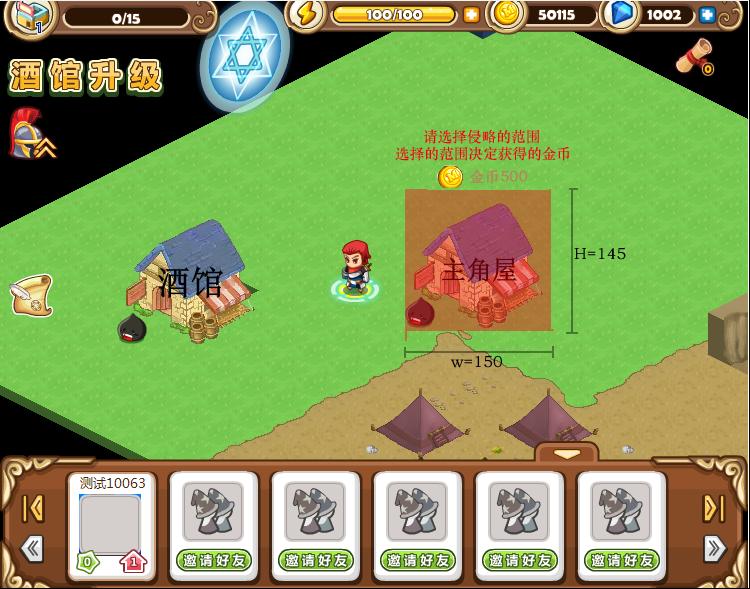 1
0/15
100/100
50115
1002
酒馆升级
0
请选择侵略的范围
选择的范围决定获得的金币
金币500
酒馆
主角屋
H=145
w=150
测试10063
0
1
邀请好友
邀请好友
邀请好友
邀请好友
邀请好友